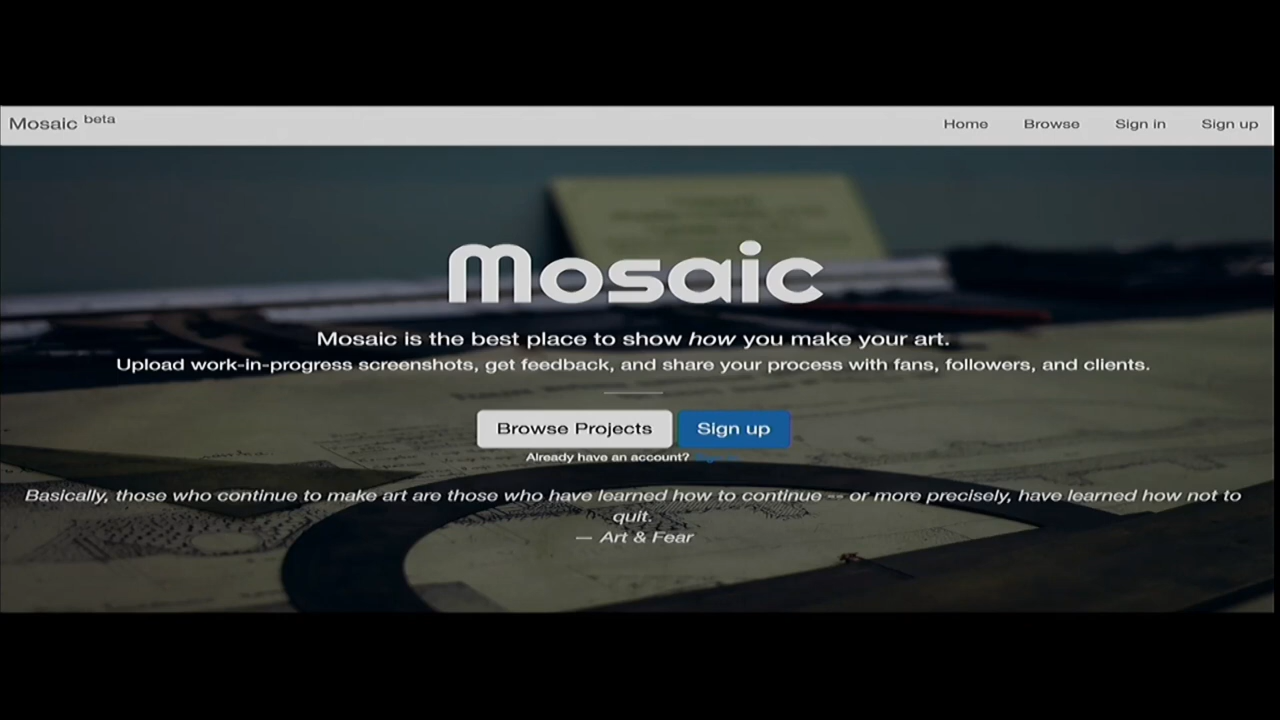 Mosaic beta
Home Browse Sign in Sign up
Mosaic
Mosaic is the best place to show how you make your art.
Upload work-in-progress screenshots, get feedback, and share your process with fans, followers, and clients.
Browse Projects Sign up
Already have an account?
Basically, those who continue to make art are those who have learned how to continue -- or more precisely, have learned how not to
quit.
— Art & Fear